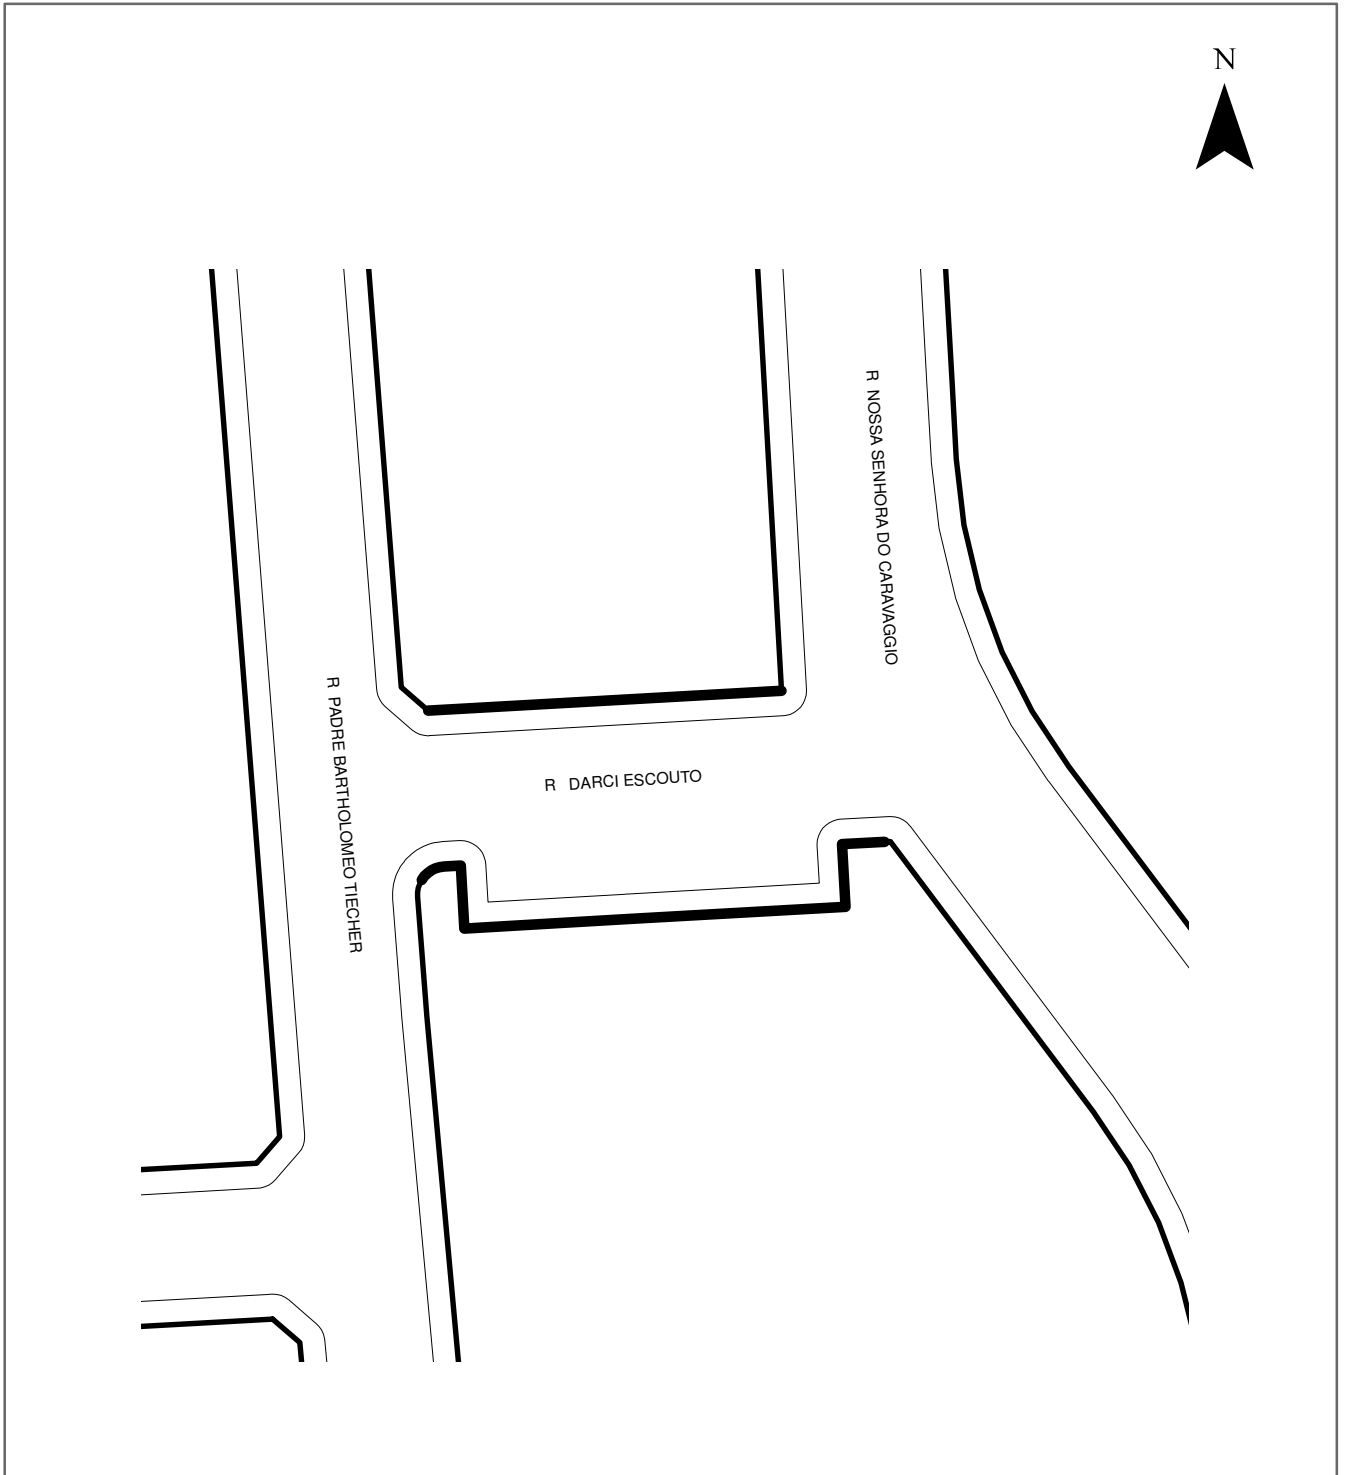 N
R NOSSA SENHORA DO CARAVAGGIO
R PADRE BARTHOLOMEO TIECHER
R DARCI ESCOUTO